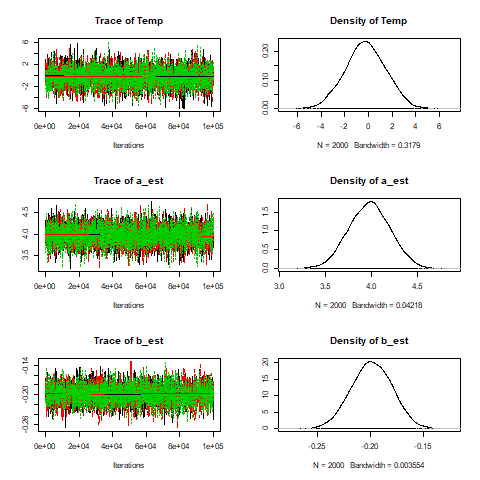 Trace of Temp
6
2
-2
-6
0e+00 2e+04 4e+04 6e+04 8e+04 1e+05
Iterations
Density of Temp
0.20
0.10
0.00
-6 -4 -2 0 2 4 6
N = 2000 Bandwidth = 0.3179
Trace of a_est
4.5
4.0
3.5
0e+00 2e+04 4e+04 6e+04 8e+04 1e+05
Iterations
Density of a_est
1.5
1.0
0.5
0.0
3.0 3.5 4.0 4.5
N = 2000 Bandwidth = 0.04218
Trace of b_est
-0.14
-0.20
-0.26
0e+00 2e+04 4e+04 6e+04 8e+04 1e+05
Iterations
Density of b_est
20
15
10
5
0
-0.25 -0.20 -0.15
N = 2000 Bandwidth = 0.003554